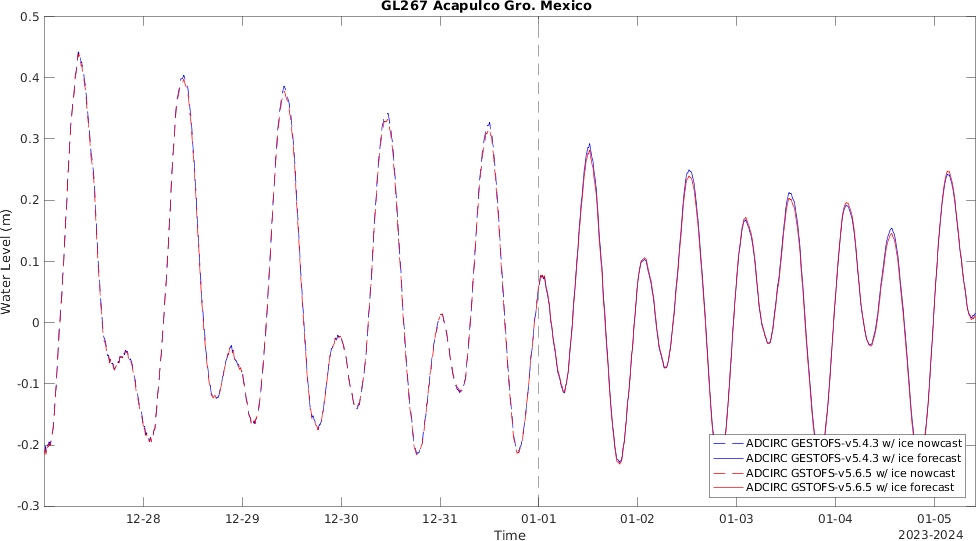 GL267 Acapulco Gro. Mexico
0.5
0.4
0.3
0.2
0.1
0
-0.1
-0.2
-0.3
Water Level (m)
ADCIRC GESTOFS-v5.4.3 w/ ice nowcast
ADCIRC GESTOFS-v5.4.3 w/ ice forecast
ADCIRC GSTOFS-v5.6.5 w/ ice nowcast
ADCIRC GSTOFS-v5.6.5 w/ ice forecast
12-28 12-29 12-30 12-31 01-01 01-02 01-03 01-04 01-05
Time
2023-2024